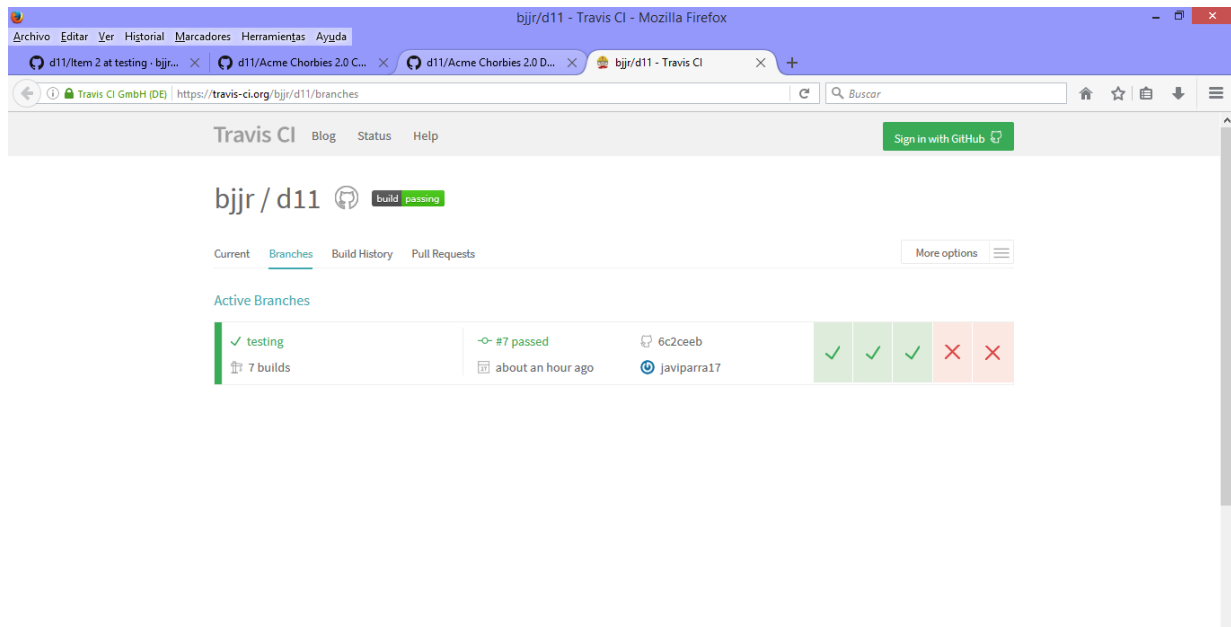 bjjr/d11 - Travis CI - Mozilla Firefox
Archivo Editar Ver Historial Marcadores Herramientas Ayuda
d11/Item 2 at testing · bjjr... d11/Acme Chorbies 2.0 C... d11/Acme Chorbies 2.0 D... bjjr/d11 - Travis CI
Travis CI GmbH (DE) https://travis-ci.org/bjjr/d11/branches Buscar
Travis CI Blog Status Help Sign in with GitHub
bjjr / d11 build passing
Current Branches Build History Pull Requests More options
Active Branches
testing #7 passed 6c2ceeb
7 builds about an hour ago javiparra17